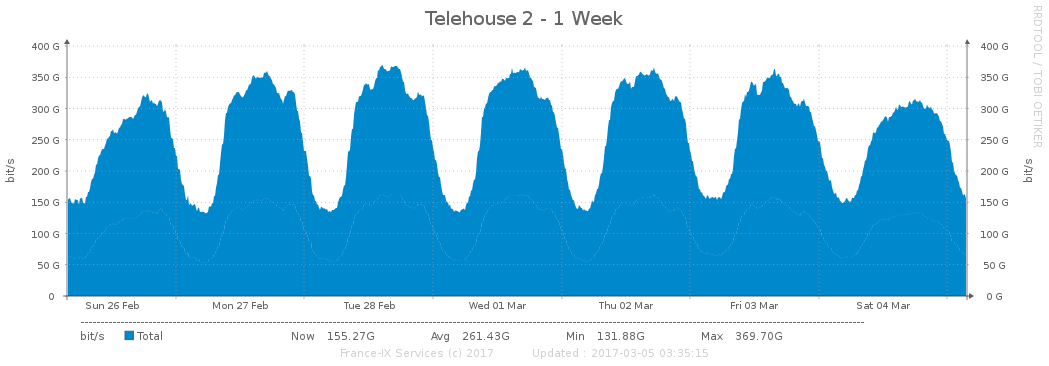 Telehouse 2 - 1 Week
RRDTOOL / TOBI OETIKER
400 G 400 G
350 G 350 G
300 G 300 G
250 G 250 G
200 G 200 G
150 G 150 G
100 G 100 G
50 G 50 G
0 0 G
bit/s bit/s
Sun 26 Feb Mon 27 Feb Tue 28 Feb Wed 01 Mar Thu 02 Mar Fri 03 Mar Sat 04 Mar
bit/s Total Now 155.27G Avg 261.43G Min 131.88G Max 369.70G
France-IX Services (c) 2017 Updated : 2017-03-05 03:35:15